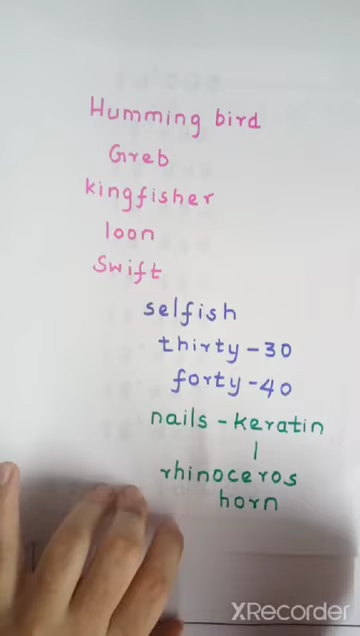 Humming bird
Greb
kingfisher
loon
Swift
selfish
thirty-30
forty-40
nails - keratin
|
rhinoceros
horn
XRecorder